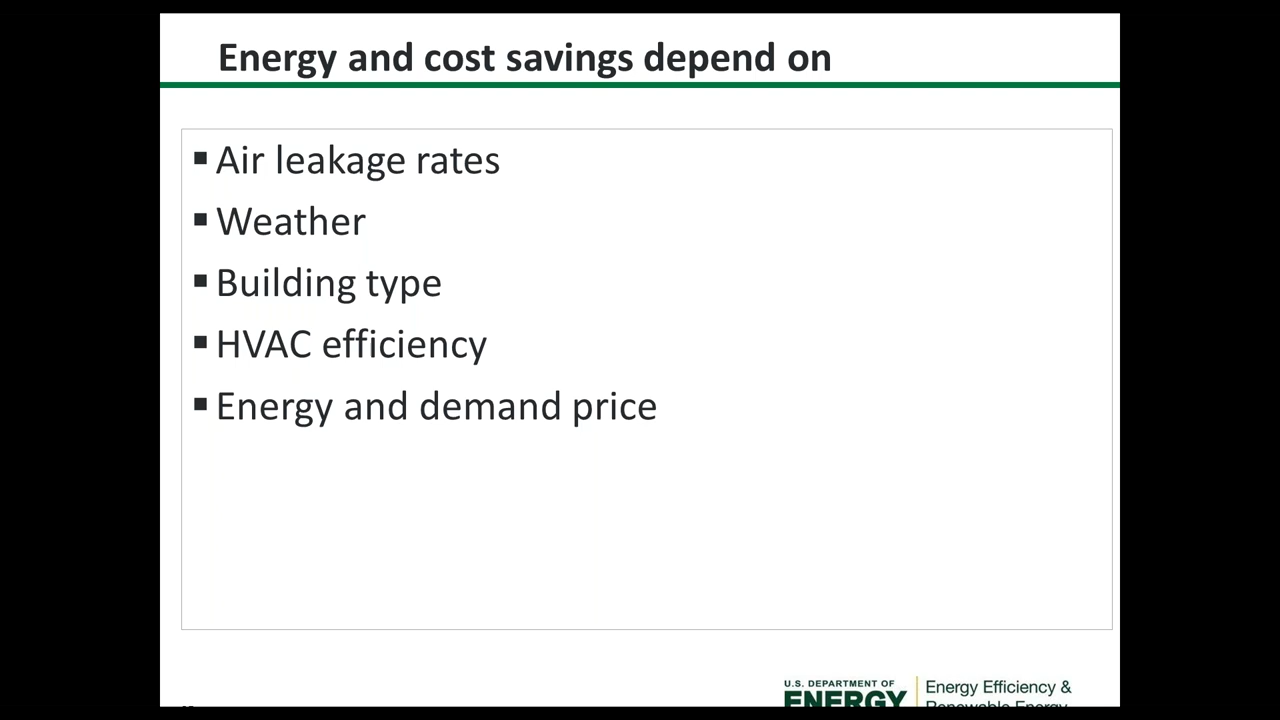 Energy and cost savings depend on
▪ Air leakage rates
▪ Weather
▪ Building type
▪ HVAC efficiency
▪ Energy and demand price
U.S. DEPARTMENT OF
ENERGY
Energy Efficiency &
Renewable Energy